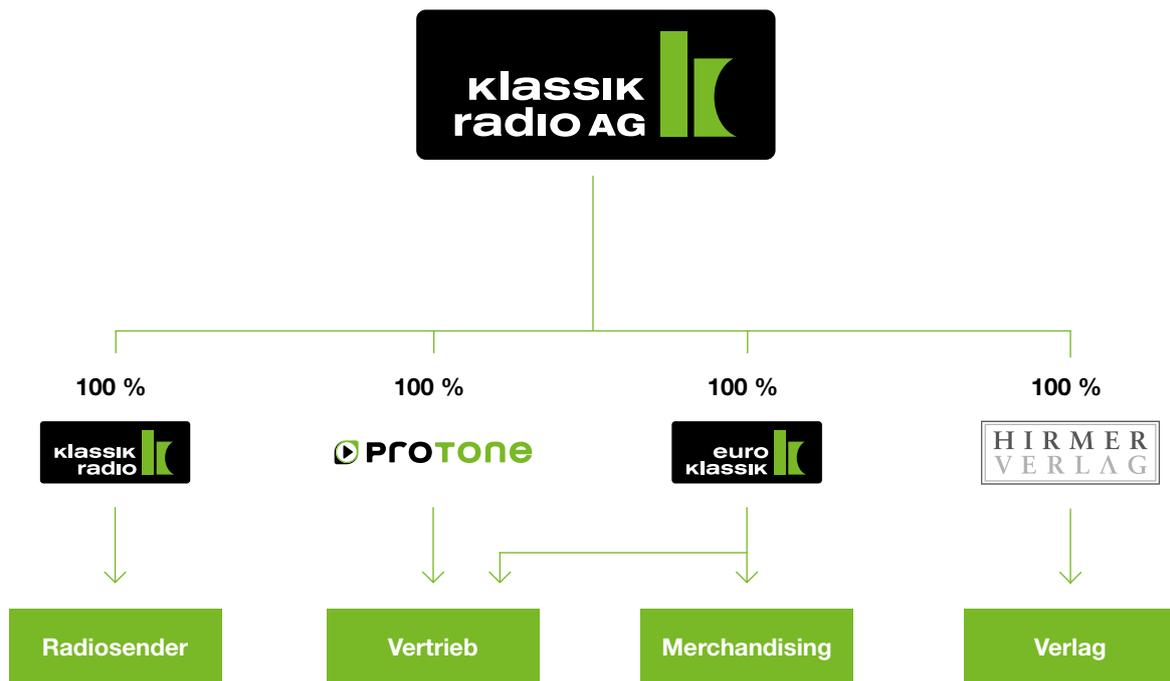 klassik
radio AG
100 %
100 %
100 %
100 %
klassik
radio
PROTONE
euro
klassik
HIRMER
VERLAG
Radiosender
Vertrieb
Merchandising
Verlag